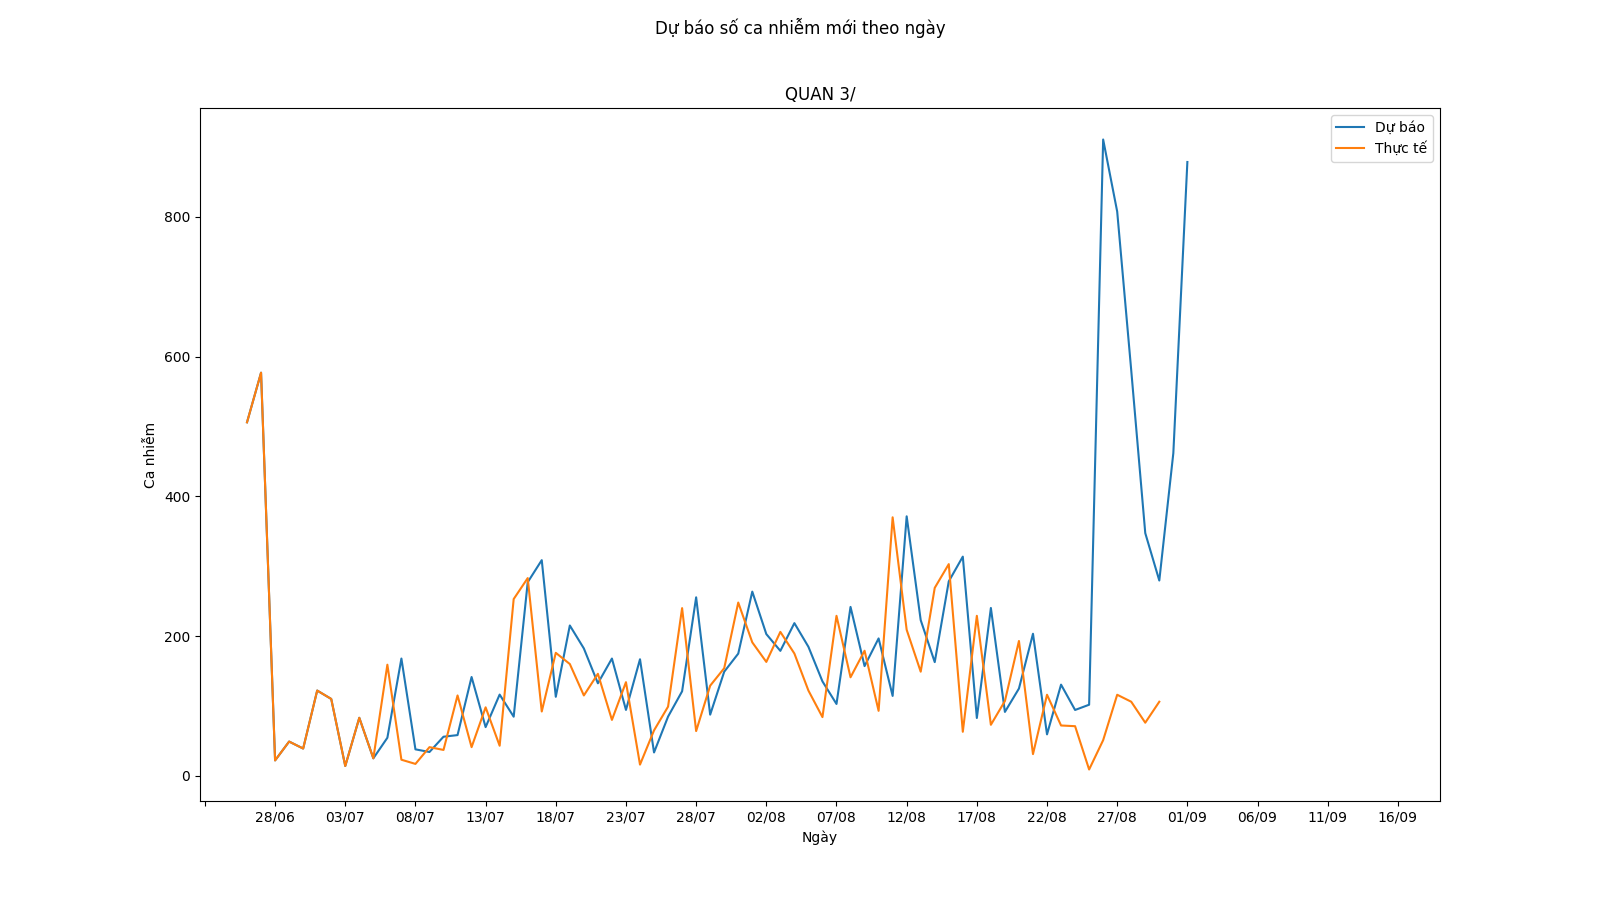 Dự báo số ca nhiễm mới theo ngày
QUAN 3/
Dự báo
Thực tế
800
600
400
200
0
Ca nhiễm
28/06 03/07 08/07 13/07 18/07 23/07 28/07 02/08 07/08 12/08 17/08 22/08 27/08 01/09 06/09 11/09 16/09
Ngày